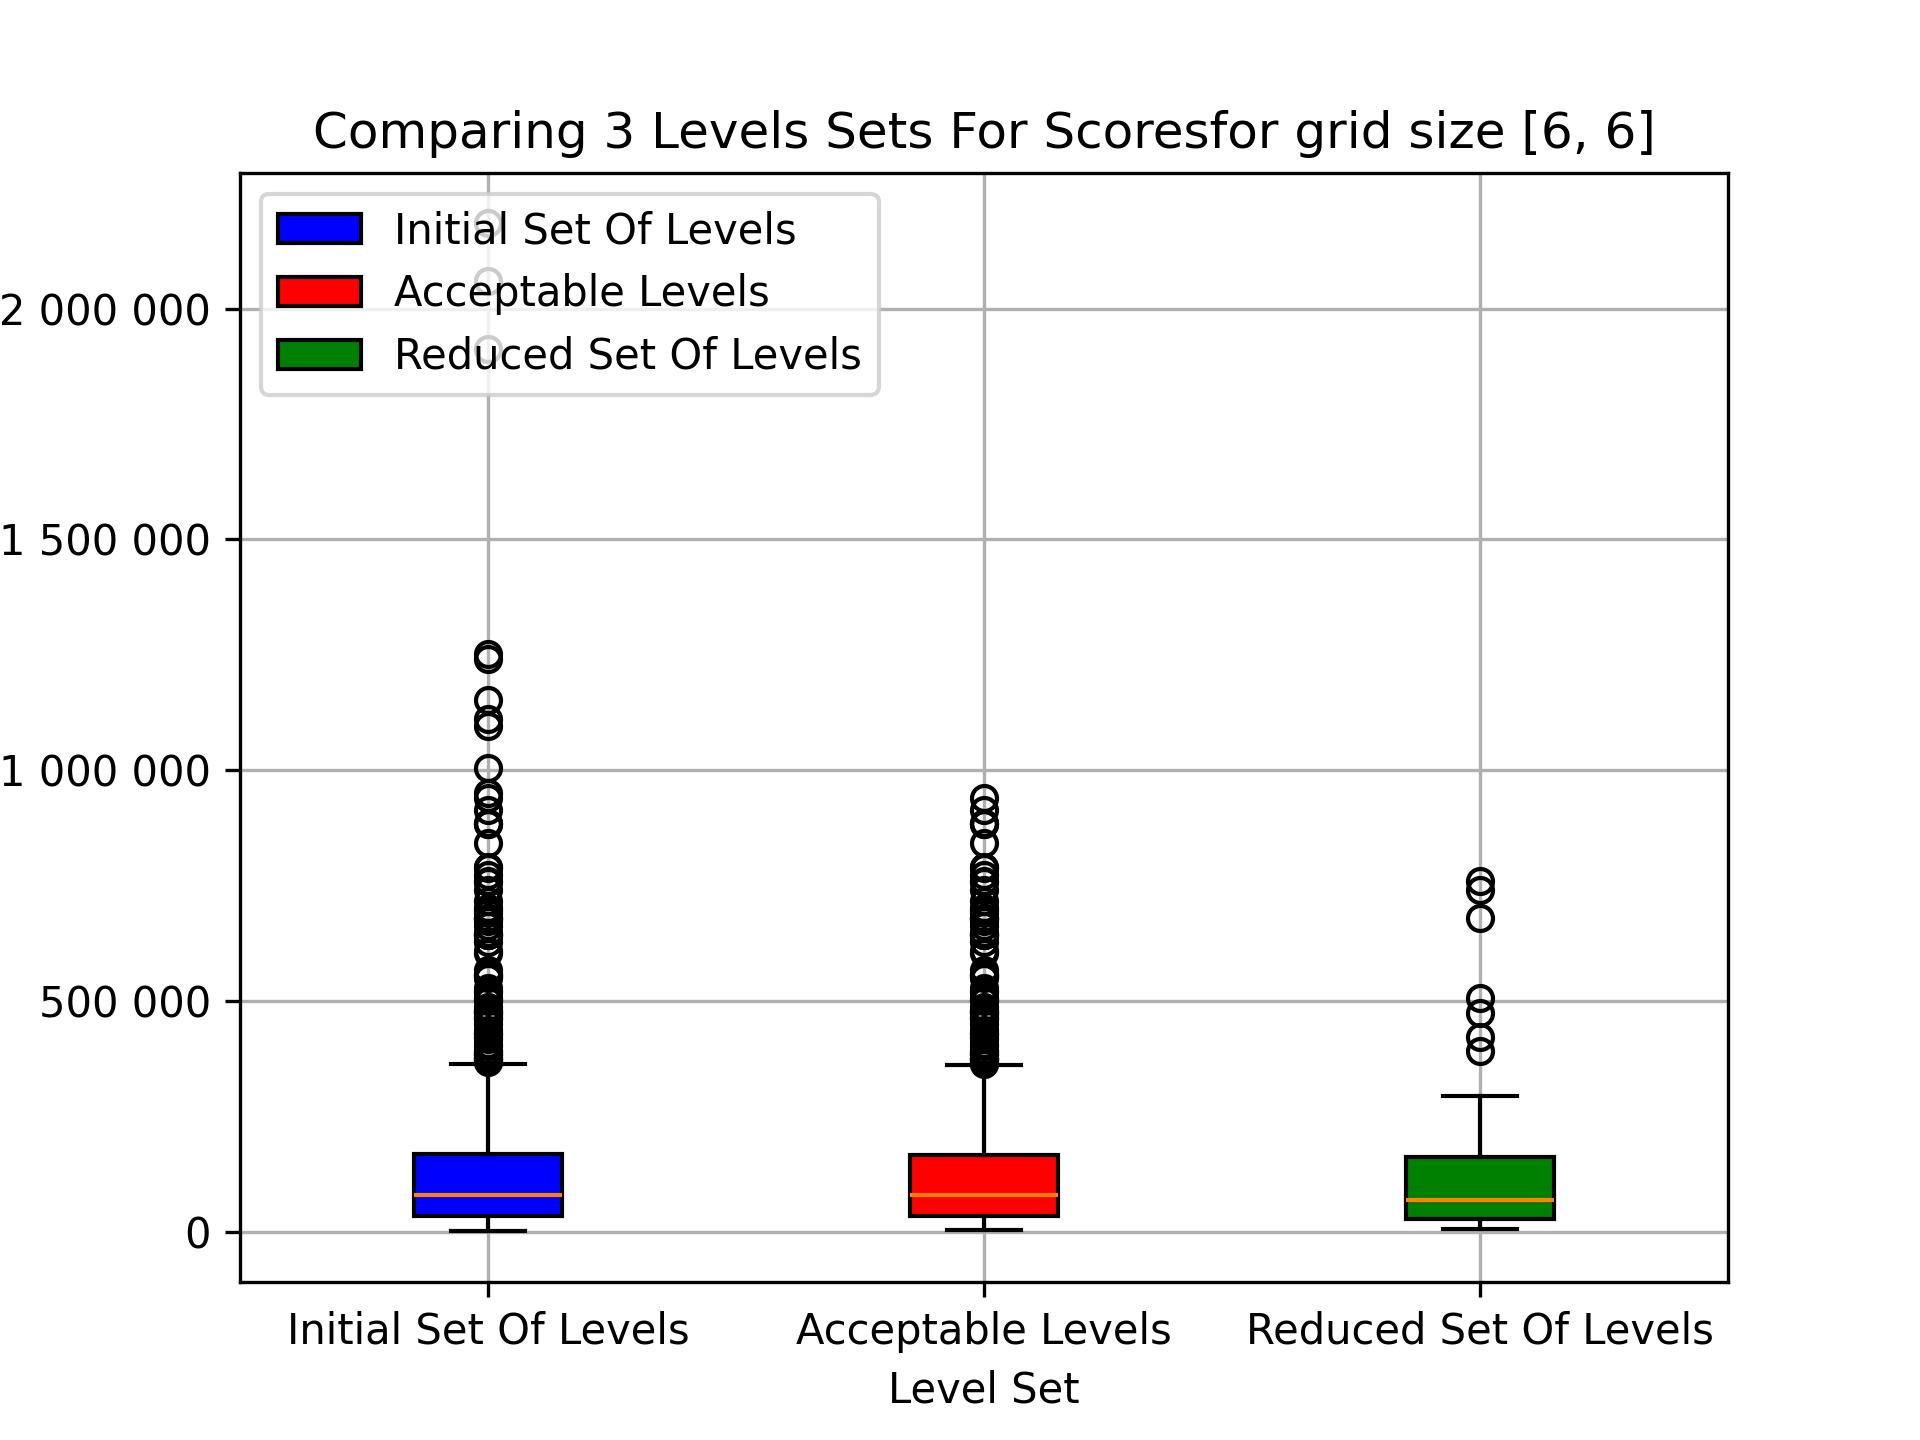 Comparing 3 Levels Sets For Scoresfor grid size [6, 6]
Initial Set Of Levels
Acceptable Levels
Reduced Set Of Levels
2 000 000
1 500 000
1 000 000
500 000
0
Initial Set Of Levels
Acceptable Levels
Reduced Set Of Levels
Level Set